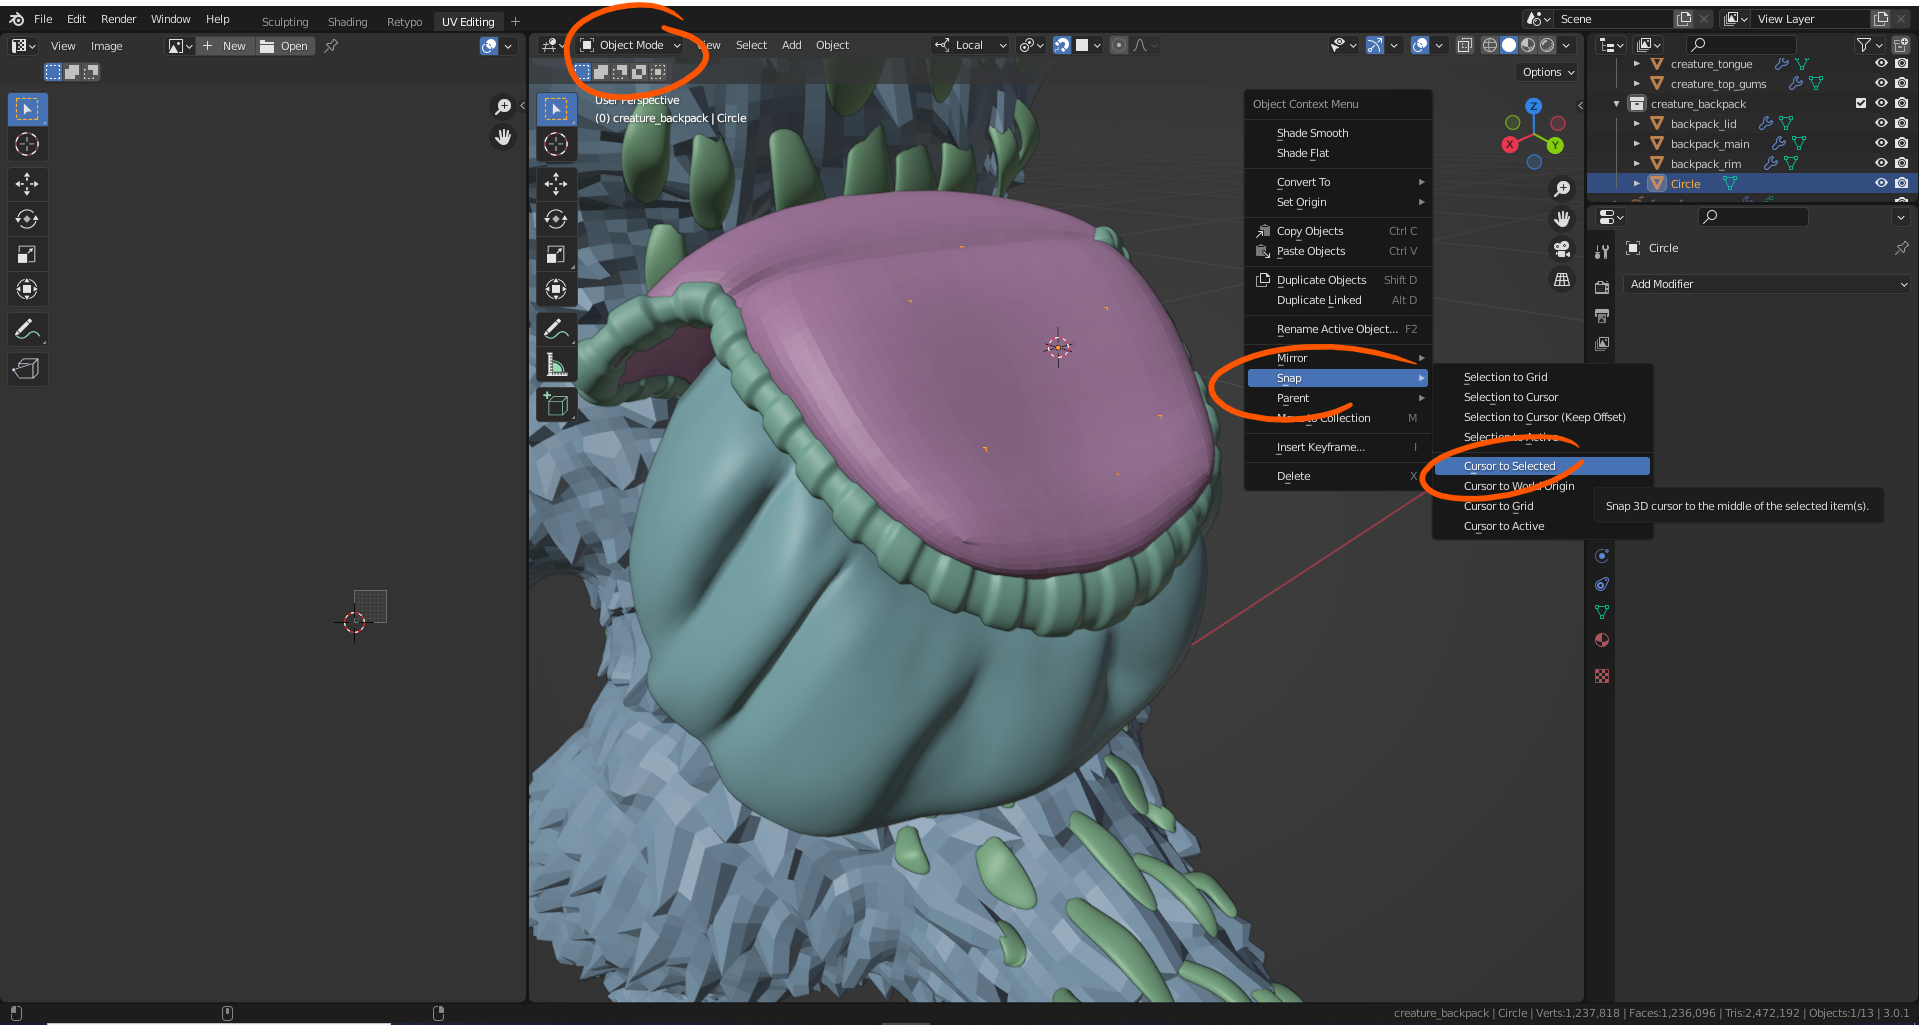 File Edit Render Window Help Sculpting Shading Retypo UV Editing + Scene View Layer
View Image + New Open Object Mode View Select Add Object Local
Options
User Perspective
(0) creature_backpack | Circle
creature_tongue
creature_top_gums
creature_backpack
backpack_lid
backpack_main
backpack_rim
Circle
Circle
Add Modifier
Z
X
Y
Object Context Menu
Shade Smooth
Shade Flat
Convert To
Set Origin
Copy Objects Ctrl C
Paste Objects Ctrl V
Duplicate Objects Shift D
Duplicate Linked Alt D
Rename Active Object... F2
Mirror
Snap
Parent
Move to Collection M
Insert Keyframe... I
Delete X
Selection to Grid
Selection to Cursor
Selection to Cursor (Keep Offset)
Selection to Active
Cursor to Selected
Cursor to World Origin
Cursor to Grid
Cursor to Active
Snap 3D cursor to the middle of the selected item(s).
creature_backpack | Circle | Verts:1,237,818 | Faces:1,236,096 | Tris:2,472,192 | Objects:1/13 | 3.0.1